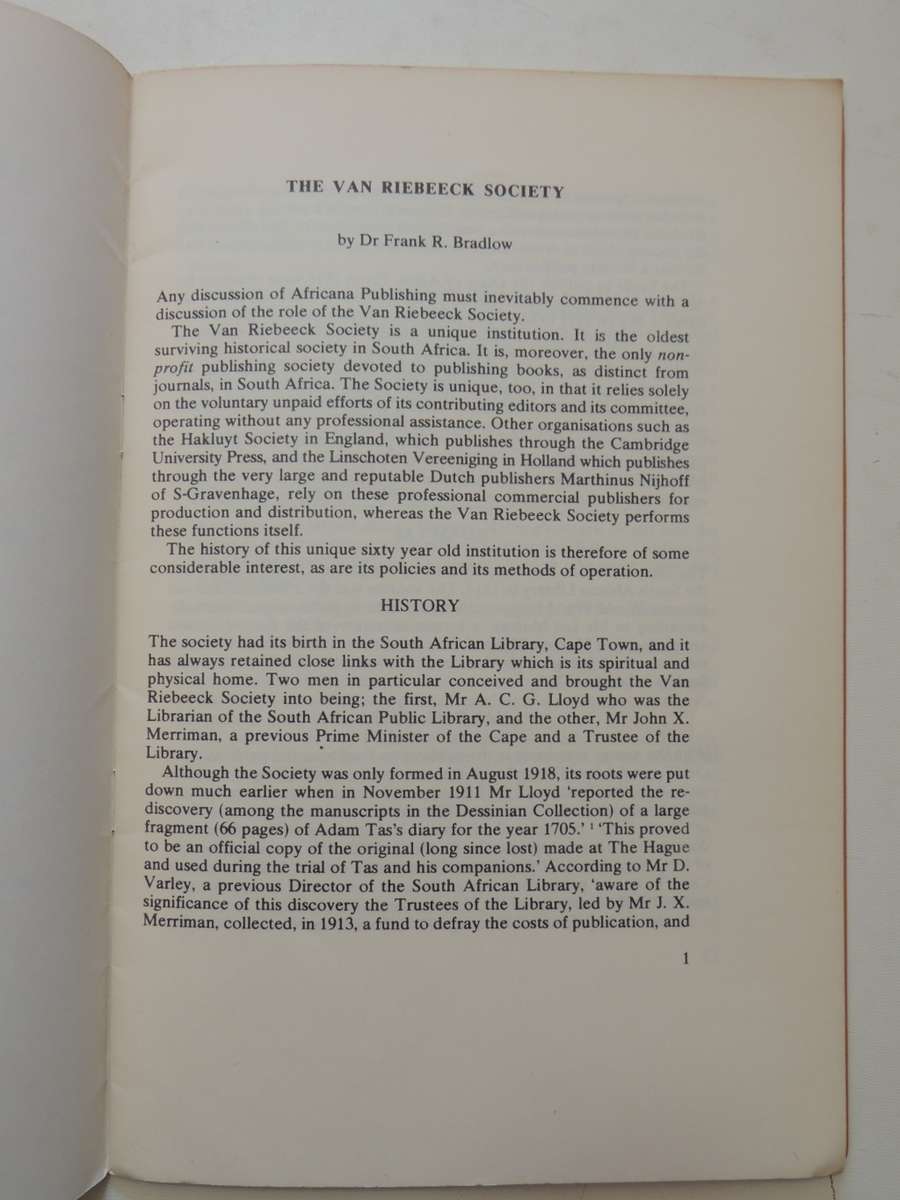 THE VAN RIEBEECK SOCIETY
by Dr Frank R. Bradlow
Any discussion of Africana Publishing must inevitably commence with a
discussion of the role of the Van Riebeeck Society.
The Van Riebeeck Society is a unique institution. It is the oldest
surviving historical society in South Africa. It is, moreover, the only non-
profit publishing society devoted to publishing books, as distinct from
journals, in South Africa. The Society is unique, too, in that it relies solely
on the voluntary unpaid efforts of its contributing editors and its committee,
operating without any professional assistance. Other organisations such as
the Hakluyt Society in England, which publishes through the Cambridge
University Press, and the Linschoten Vereeniging in Holland which publishes
through the very large and reputable Dutch publishers Marthinus Nijhoff
of S-Gravenhage, rely on these professional commercial publishers for
production and distribution, whereas the Van Riebeeck Society performs
these functions itself.
The history of this unique sixty year old institution is therefore of some
considerable interest, as are its policies and its methods of operation.
HISTORY
The society had its birth in the South African Library, Cape Town, and it
has always retained close links with the Library which is its spiritual and
physical home. Two men in particular conceived and brought the Van
Riebeeck Society into being; the first, Mr A. C. G. Lloyd who was the
Librarian of the South African Public Library, and the other, Mr John X.
Merriman, a previous Prime Minister of the Cape and a Trustee of the
Library.
Although the Society was only formed in August 1918, its roots were put
down much earlier when in November 1911 Mr Lloyd ‘reported the re-
discovery (among the manuscripts in the Dessinian Collection) of a large
fragment (66 pages) of Adam Tas’s diary for the year 1705.’ ¹ ‘This proved
to be an official copy of the original (long since lost) made at The Hague
and used during the trial of Tas and his companions.’ According to Mr D.
Varley, a previous Director of the South African Library, ‘aware of the
significance of this discovery the Trustees of the Library, led by Mr J. X.
Merriman, collected, in 1913, a fund to defray the costs of publication, and
1